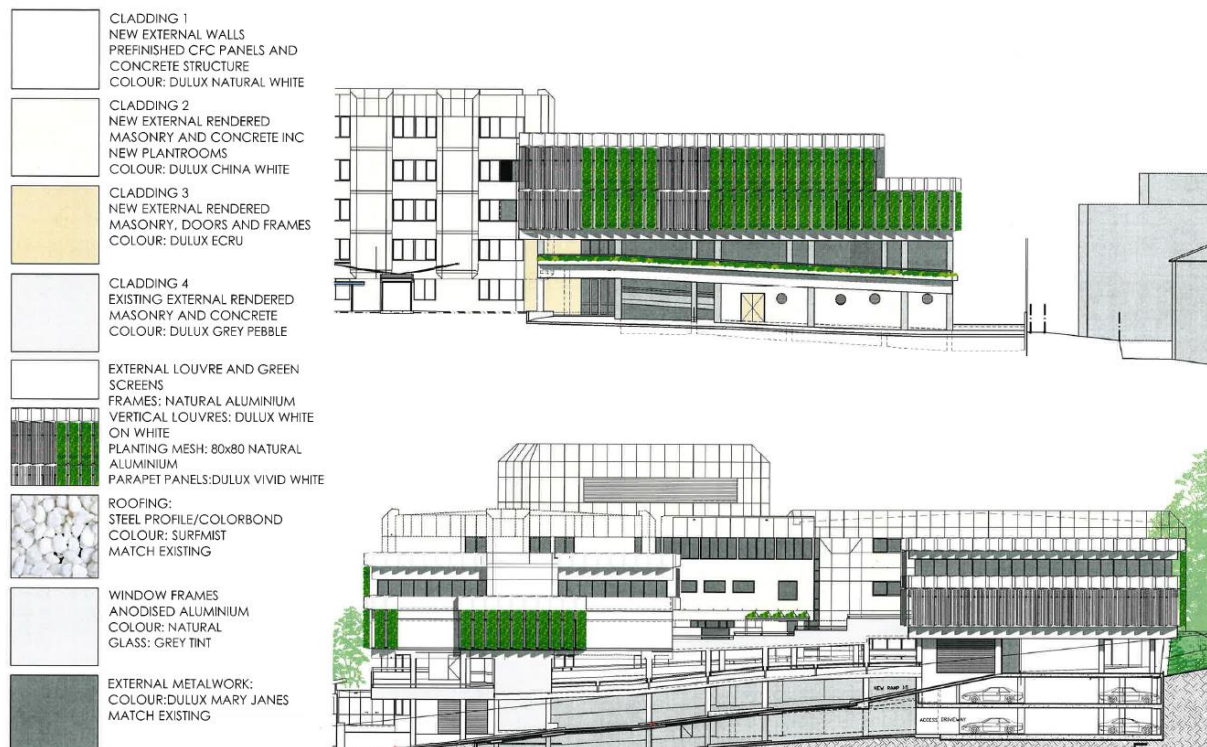 CLADDING 1
NEW EXTERNAL WALLS
PREFINISHED CFC PANELS AND
CONCRETE STRUCTURE
COLOUR: DULUX NATURAL WHITE
CLADDING 2
NEW EXTERNAL RENDERED
MASONRY AND CONCRETE INC
NEW PLANTROOMS
COLOUR: DULUX CHINA WHITE
CLADDING 3
NEW EXTERNAL RENDERED
MASONRY, DOORS AND FRAMES
COLOUR: DULUX ECRU
CLADDING 4
EXISTING EXTERNAL RENDERED
MASONRY AND CONCRETE
COLOUR: DULUX GREY PEBBLE
EXTERNAL LOUVRE AND GREEN
SCREENS
FRAMES: NATURAL ALUMINIUM
VERTICAL LOUVRES: DULUX WHITE
ON WHITE
PLANTING MESH: 80x80 NATURAL
ALUMINIUM
PARAPET PANELS:DULUX VIVID WHITE
ROOFING:
STEEL PROFILE/COLORBOND
COLOUR: SURFMIST
MATCH EXISTING
WINDOW FRAMES
ANODISED ALUMINIUM
COLOUR: NATURAL
GLASS: GREY TINT
EXTERNAL METALWORK:
COLOUR:DULUX MARY JANES
MATCH EXISTING
NEW RAMP
ACCESS DRIVEWAY